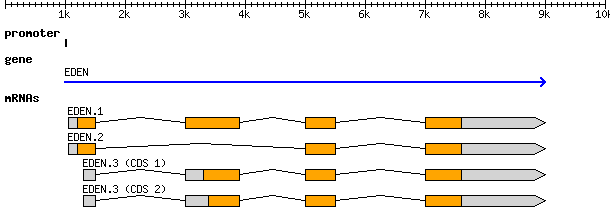 1k 2k 3k 4k 5k 6k 7k 8k 9k 10k
promoter
gene
EDEN
mRNAs
EDEN.1
EDEN.2
EDEN.3 (CDS 1)
EDEN.3 (CDS 2)